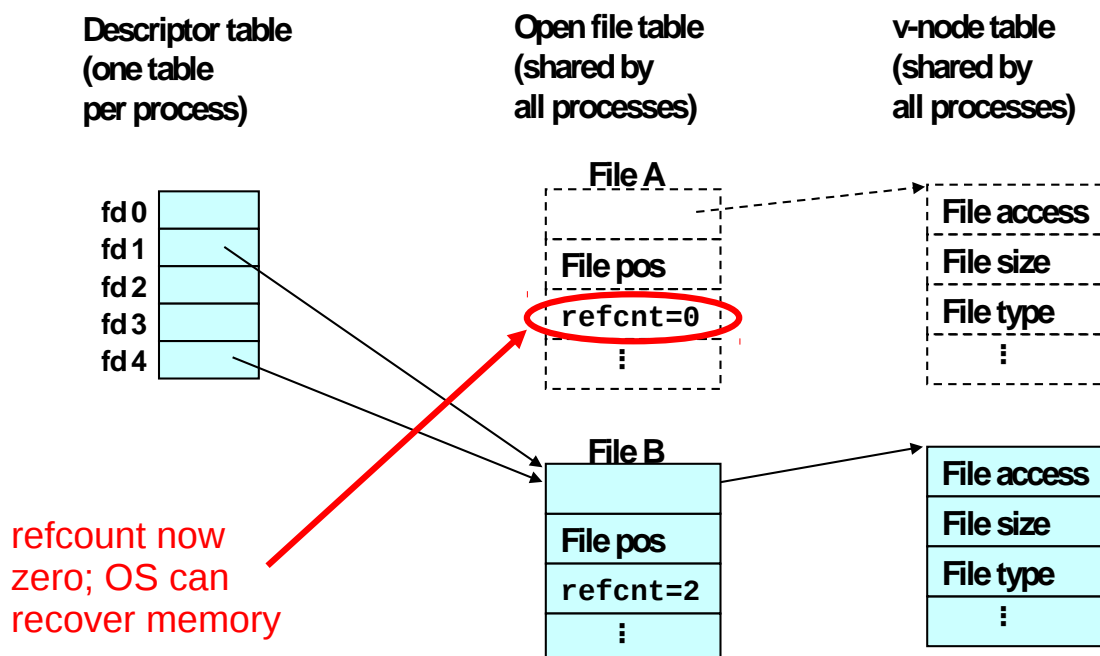 Descriptor table
(one table
per process)
Open file table
(shared by
all processes)
v-node table
(shared by
all processes)
fd 0
fd 1
fd 2
fd 3
fd 4
File A
File pos
refcnt=0
⋮
File access
File size
File type
⋮
File B
File pos
refcnt=2
⋮
File access
File size
File type
⋮
refcount now
zero; OS can
recover memory